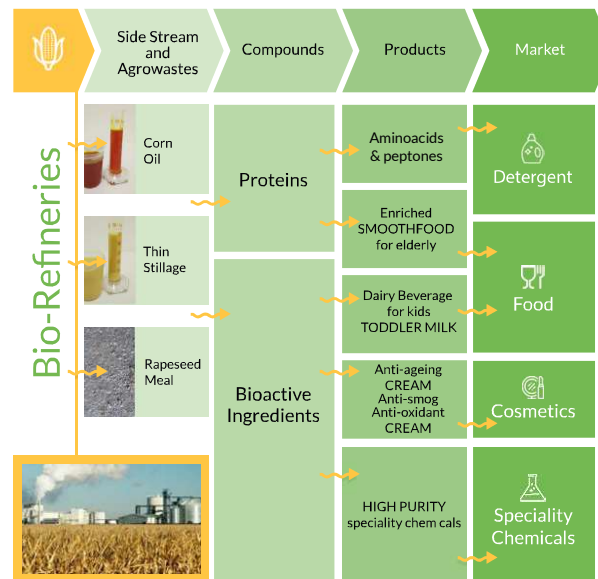 Side Stream
and
Agrowastes
Compounds
Products
Market
Bio-Refineries
Corn
Oil
Thin
Stillage
Rapeseed
Meal
Proteins
Bioactive
Ingredients
Aminoacids
& peptones
Enriched
SMOOTHFOOD
for elderly
Dairy Beverage
for kids
TODDLER MILK
Anti-ageing
CREAM
Anti-smog
Anti-oxidant
CREAM
HIGH PURITY
speciality chem cals
Detergent
Food
Cosmetics
Speciality
Chemicals